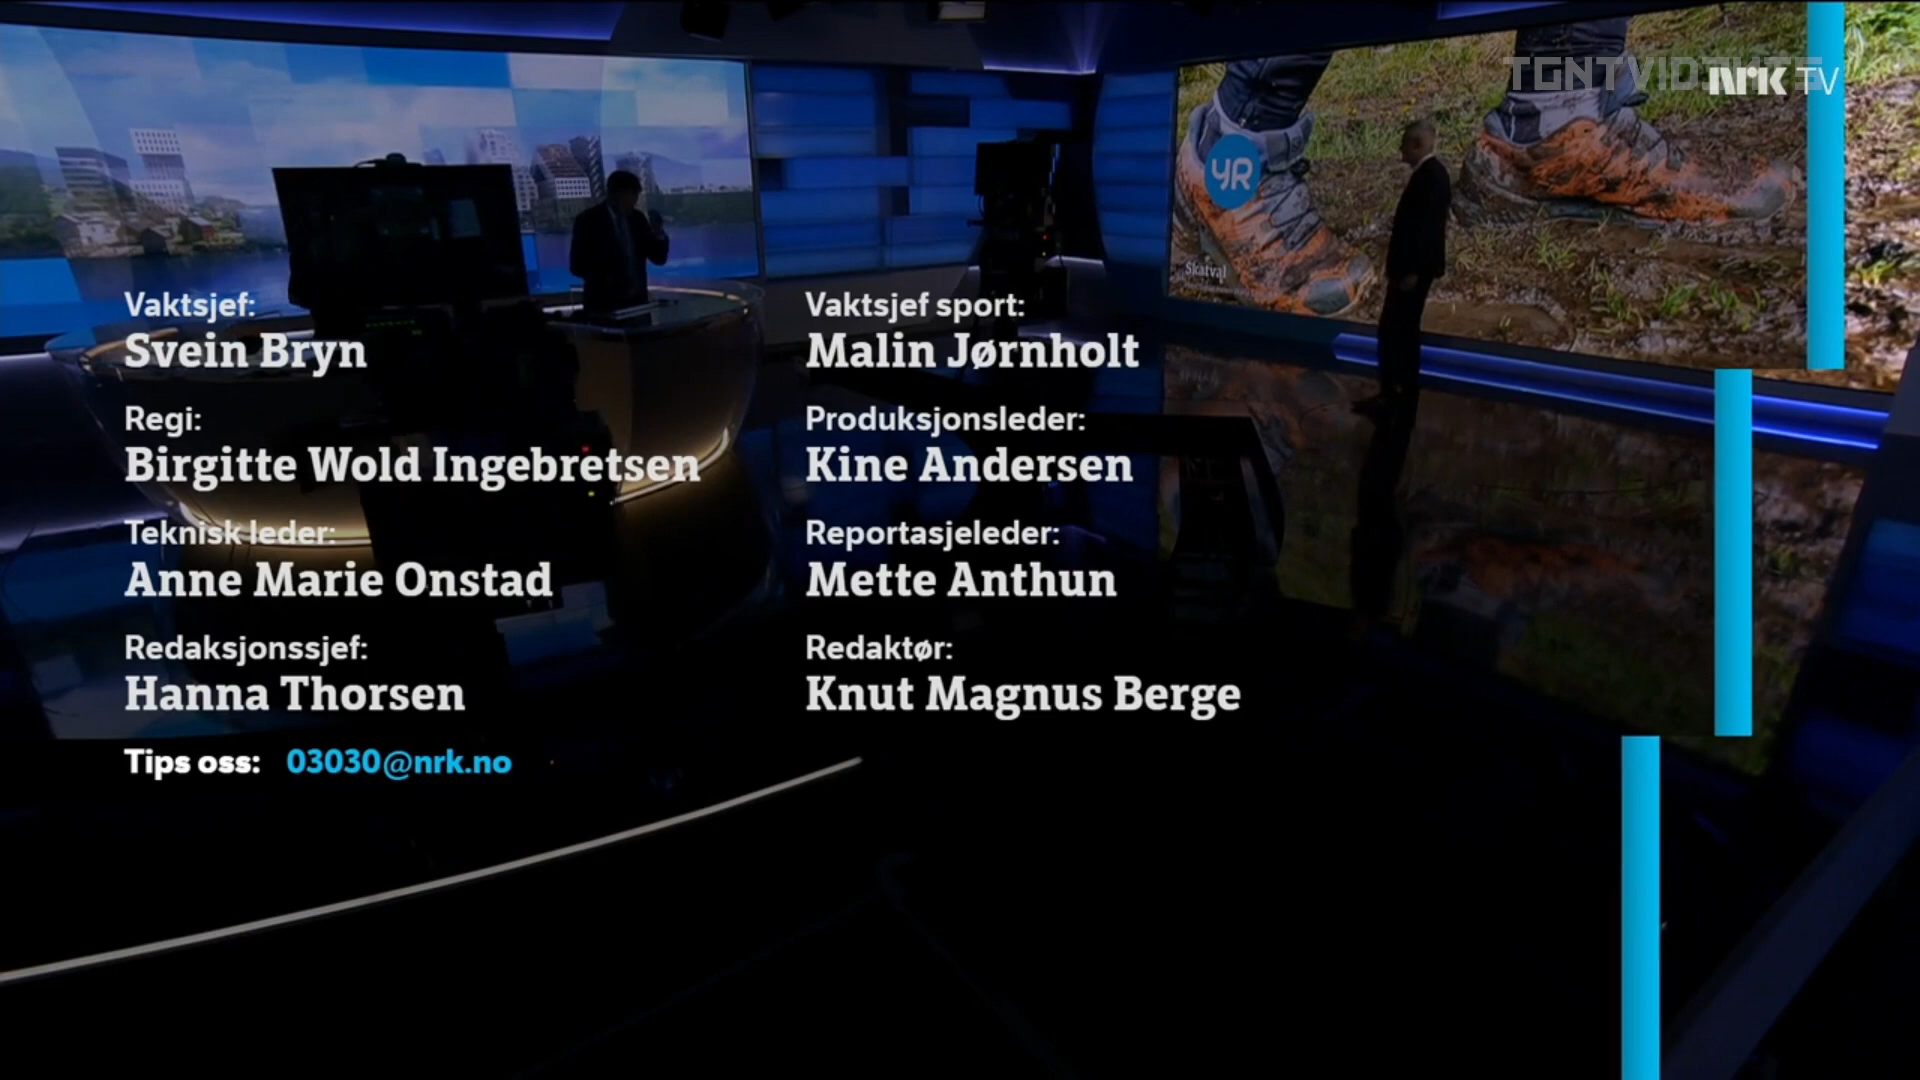 nrk TV
YR
Skatval
Vaktsjef:
Svein Bryn
Regi:
Birgitte Wold Ingebretsen
Teknisk leder:
Anne Marie Onstad
Redaksjonssjef:
Hanna Thorsen
Tips oss: 03030@nrk.no
Vaktsjef sport:
Malin Jørnholt
Produksjonsleder:
Kine Andersen
Reportasjeleder:
Mette Anthun
Redaktør:
Knut Magnus Berge